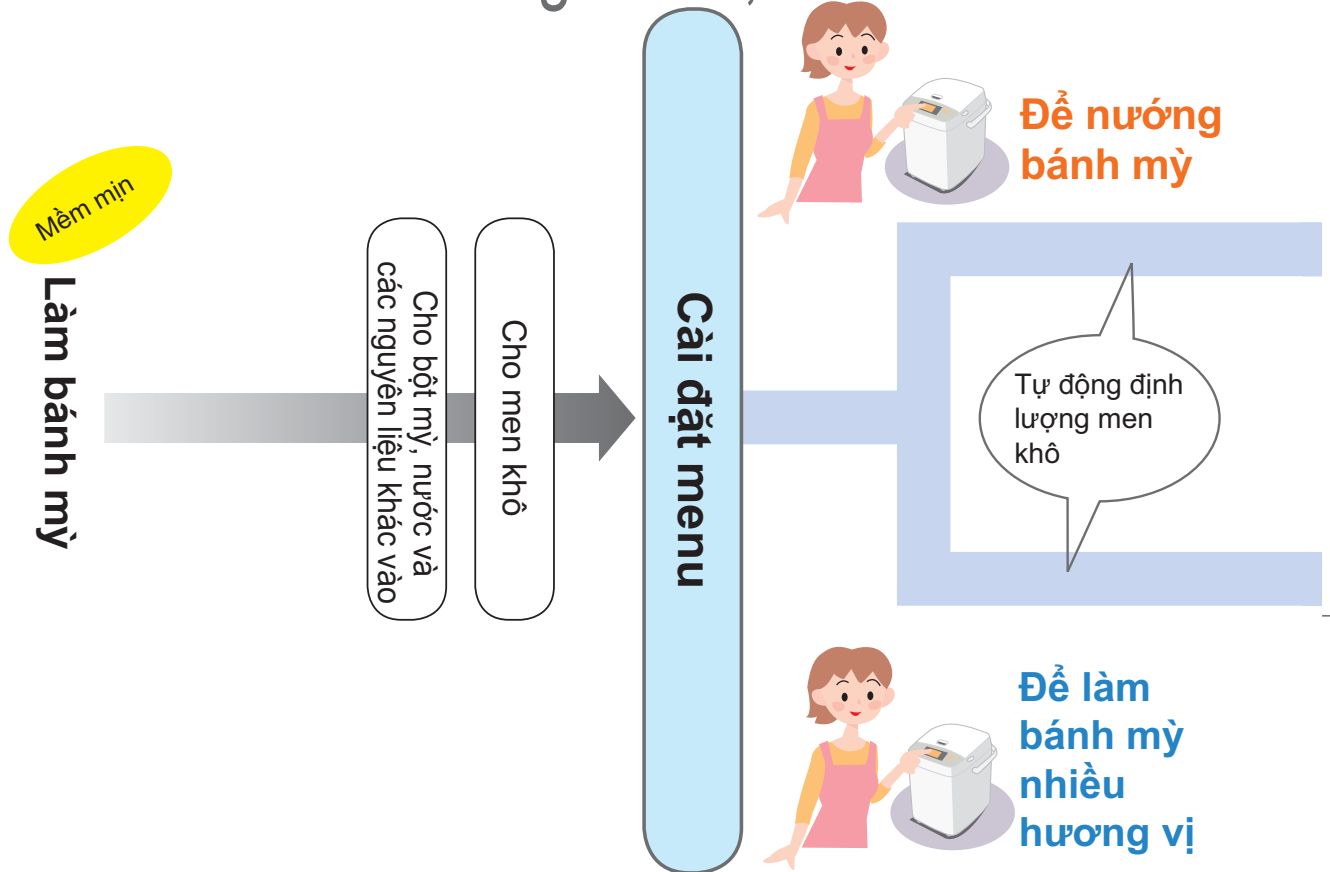 Mềm mịn
Làm bánh mỳ
Cho bột mỳ, nước và
các nguyên liệu khác vào
Cho men khô
Cài đặt menu
Để nướng
bánh mỳ
Tự động định
lượng men
khô
Để làm
bánh mỳ
nhiều
hương vị